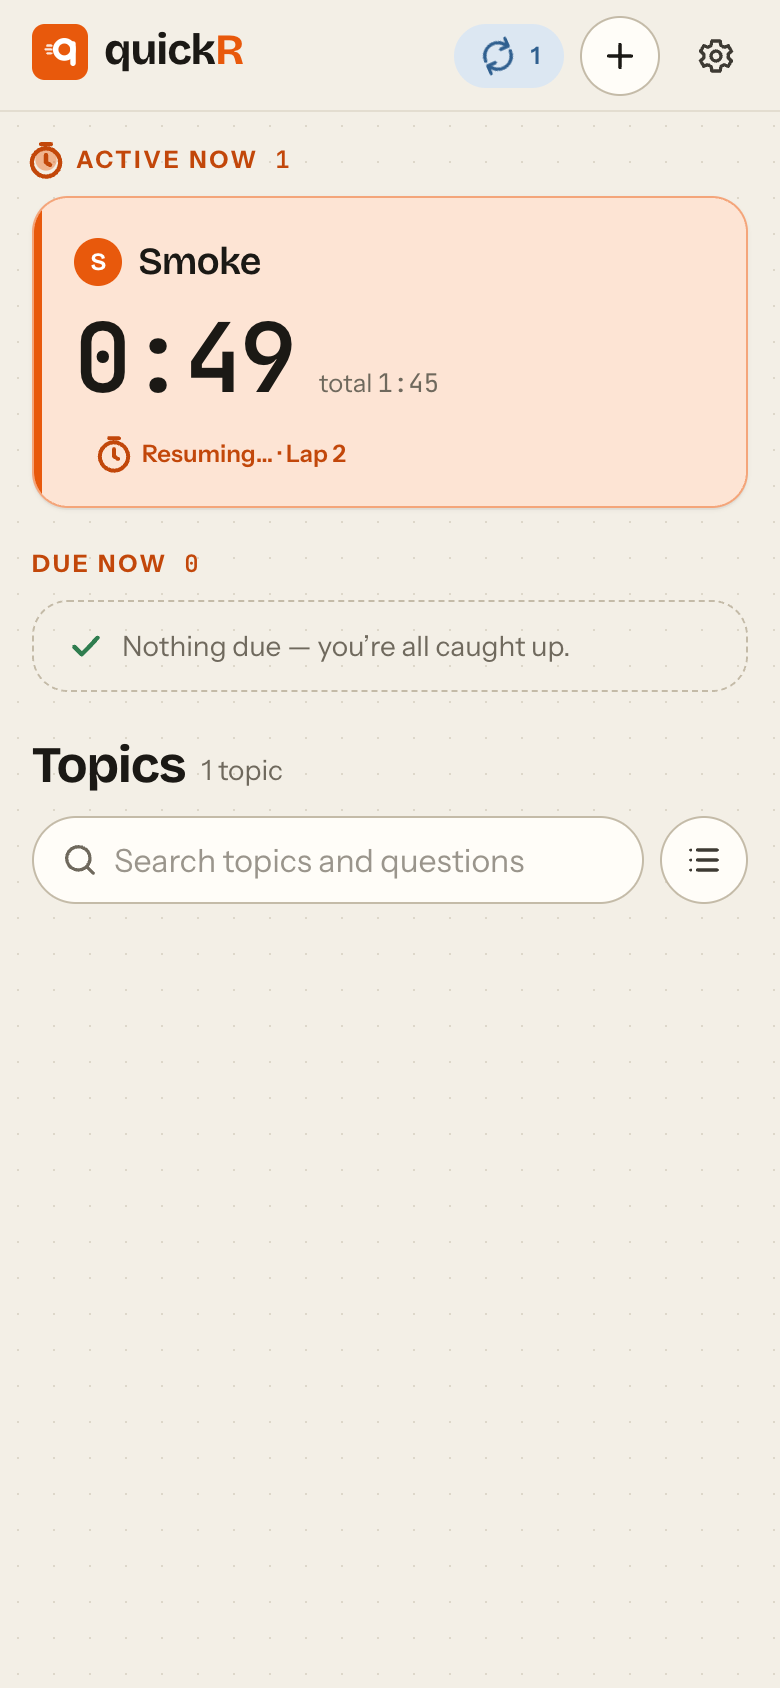 quickR
1
ACTIVE NOW 1
S Smoke
0:49 total 1:45
Resuming... · Lap 2
DUE NOW 0
Nothing due — you’re all caught up.
Topics 1 topic
Search topics and questions